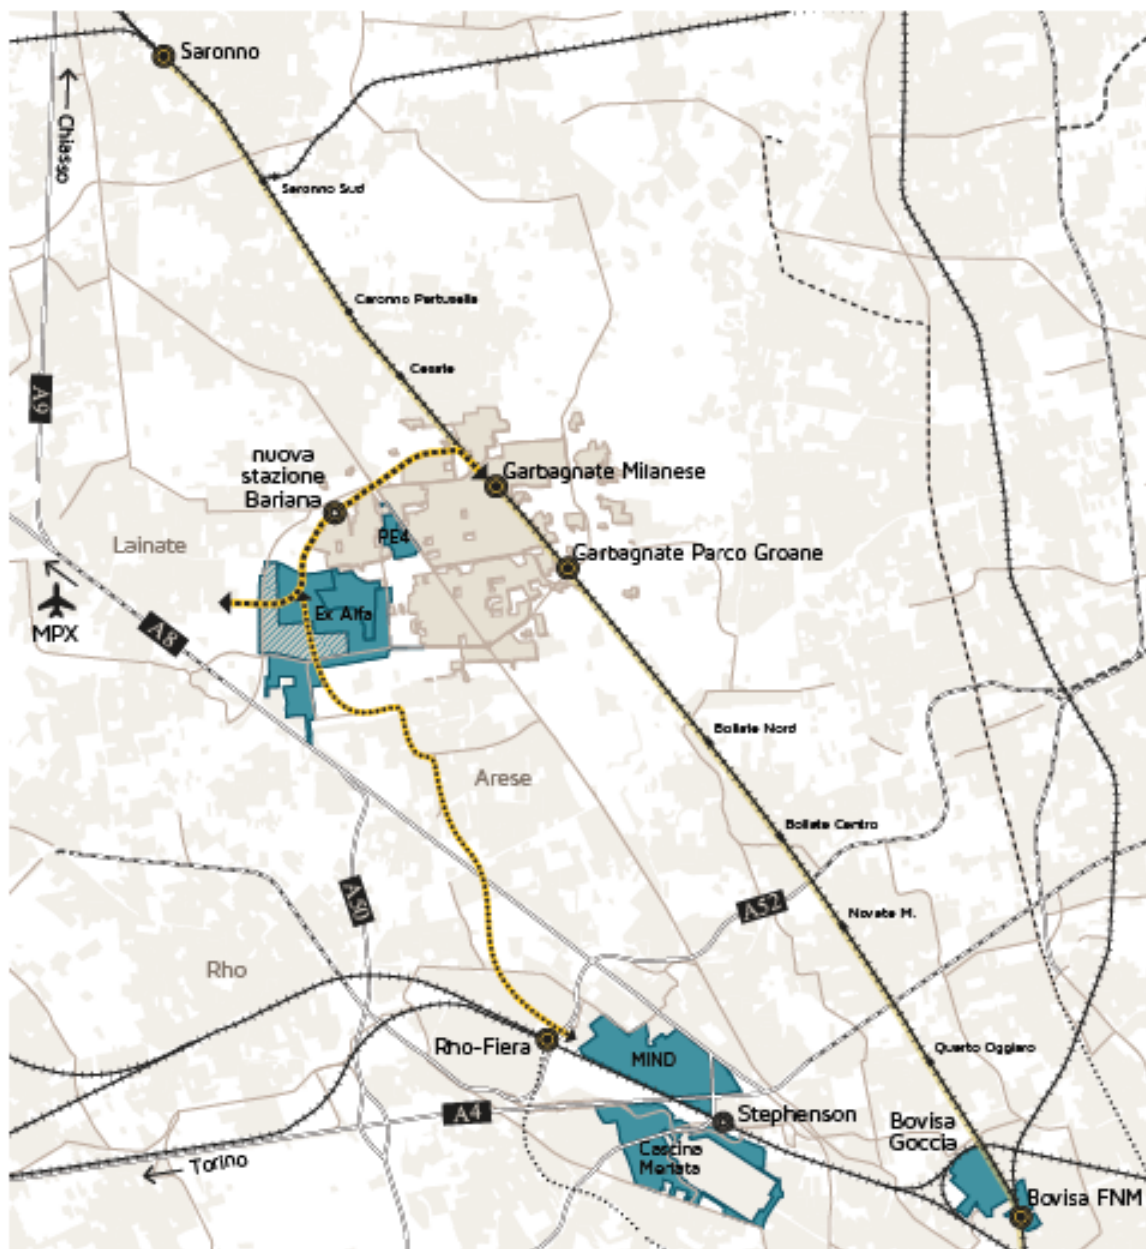 Saronno
Chiasso
Saronno Sud
Caronno Pertusella
Cesate
A9
nuova
stazione
Bariana
Garbagnate Milanese
PE4
Lainate
Garbagnate Parco Groane
MPX
A8
Ex Alfa
Bollate Nord
Arese
Bollate Centro
A50
A52
Novate M.
Rho
Rho-Fiera
MIND
Quarto Oggiaro
A4
Stephenson
Bovisa
Goccia
Cascina
Merlata
Torino
Bovisa FNM